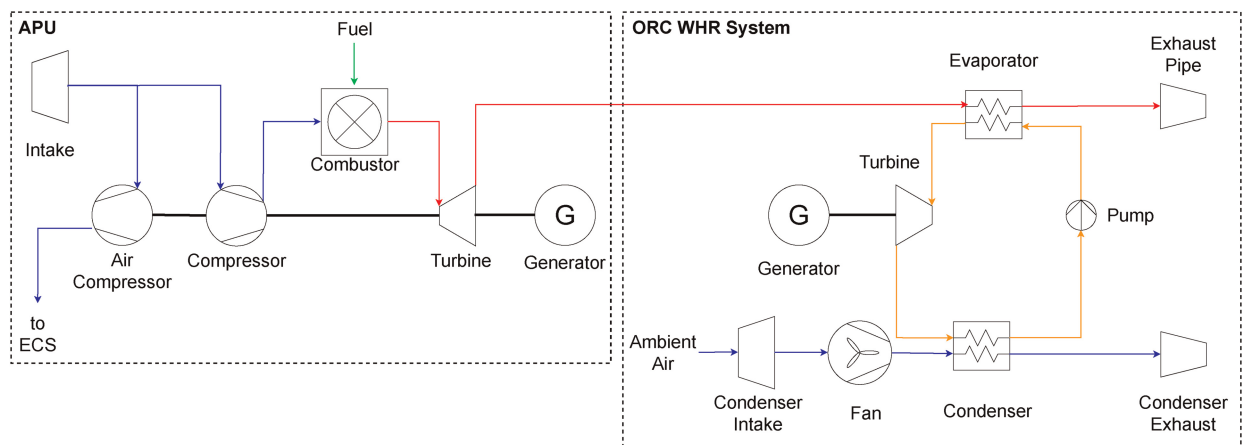 APU
Fuel
Intake
Combustor
G
Air
Compressor
Compressor
Turbine
Generator
to
ECS
ORC WHR System
Evaporator
Exhaust
Pipe
Turbine
G
Pump
Generator
Ambient
Air
Condenser
Intake
Fan
Condenser
Condenser
Exhaust